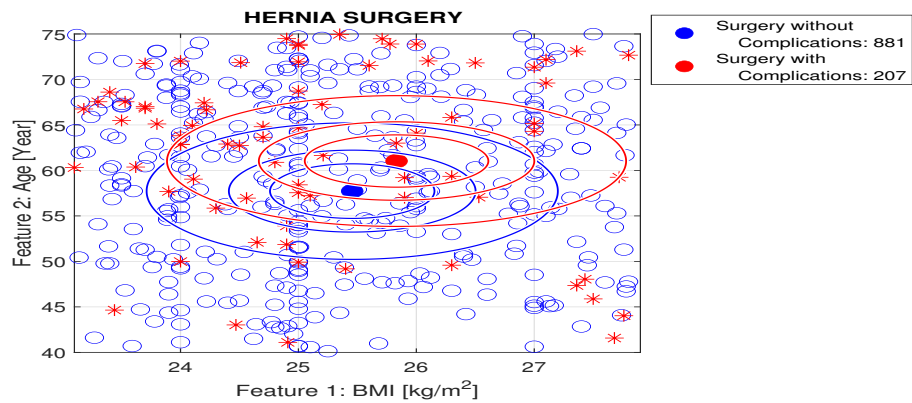 HERNIA SURGERY
Surgery without
Complications: 881
Surgery with
Complications: 207
Feature 2: Age [Year]
75
70
65
60
55
50
45
40
24
25
26
27
Feature 1: BMI [kg/m²]